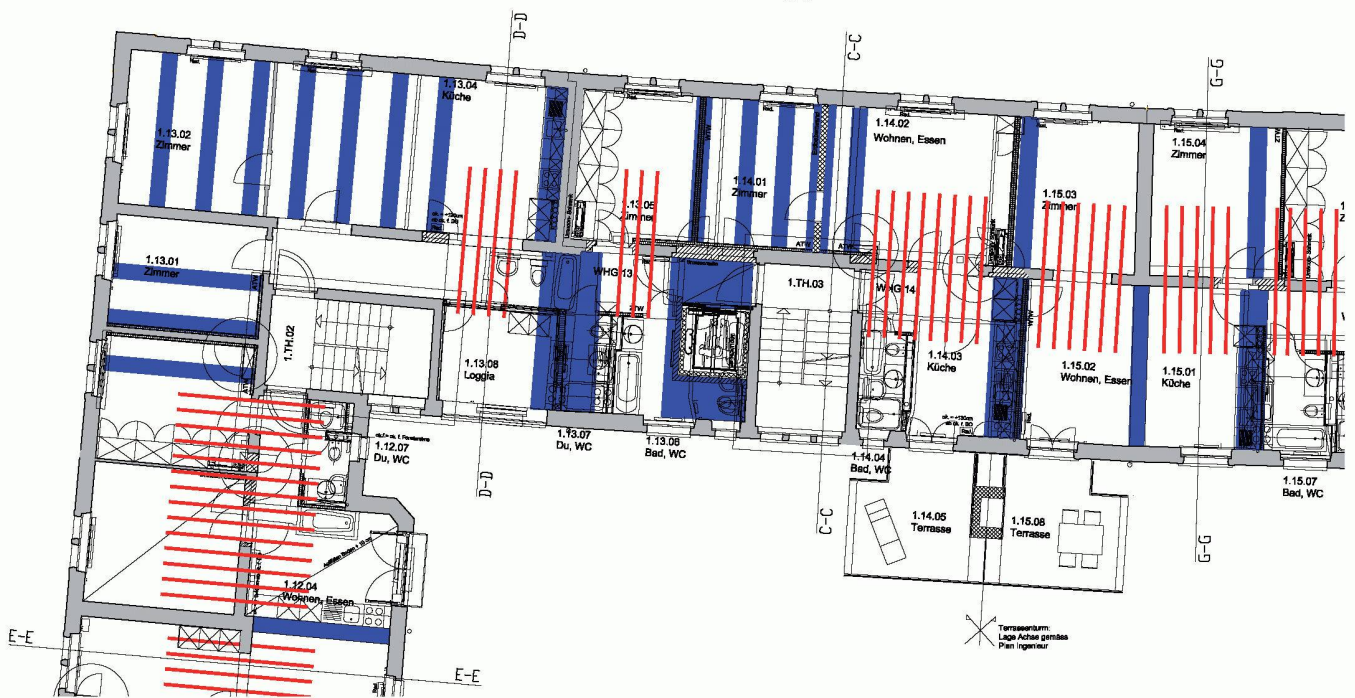 D-D
C-C
G-G
1.13.04
Küche
1.13.02
Zimmer
1.14.02
Wohnen, Essen
1.15.04
Zimmer
1.14.01
Zimmer
1.15.03
Zimmer
1.13.05
Zimmer
1.13.01
Zimmer
WHG 13
1.TH.03
WHG 14
1.TH.02
1.13.08
Loggia
1.14.03
Küche
1.15.02
Wohnen, Essen
1.15.01
Küche
1.12.07
Du, WC
1.13.07
Du, WC
1.13.08
Bad, WC
1.14.04
Bad, WC
1.15.07
Bad, WC
D-D
C-C
G-G
1.14.05
Terrasse
1.15.08
Terrasse
1.12.04
Wohnen, Essen
Terrassenturm:
Lage Achse gemäss
Plan Ingenieur
E-E
E-E